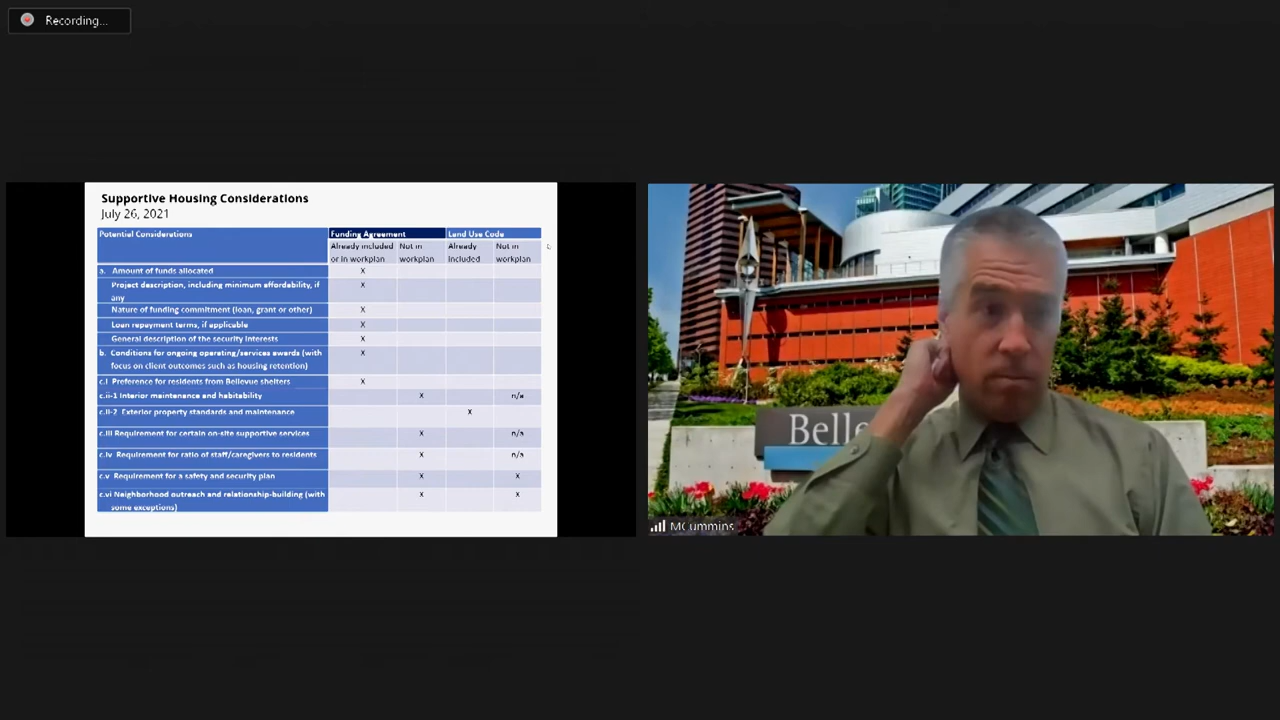 Recording...
Supportive Housing Considerations
July 26, 2021
Potential Considerations
Funding Agreement
Land Use Code
Already included
or in workplan
Not in
workplan
Already
included
Not in
workplan
a. Amount of funds allocated X
Project description, including minimum affordability, if X
any
Nature of funding commitment (loan, grant or other) X
Loan repayment terms, if applicable X
General description of the security interests X
b. Conditions for ongoing operating/services awards (with X
focus on client outcomes such as housing retention)
c.i Preference for residents from Bellevue shelters X
c.ii-1 Interior maintenance and habitability X n/a
c.ii-2 Exterior property standards and maintenance X
c.iii Requirement for certain on-site supportive services X n/a
c.iv Requirement for ratio of staff/caregivers to residents X n/a
c.v Requirement for a safety and security plan X X
c.vi Neighborhood outreach and relationship-building (with X X
some exceptions)
Belle
MCummins